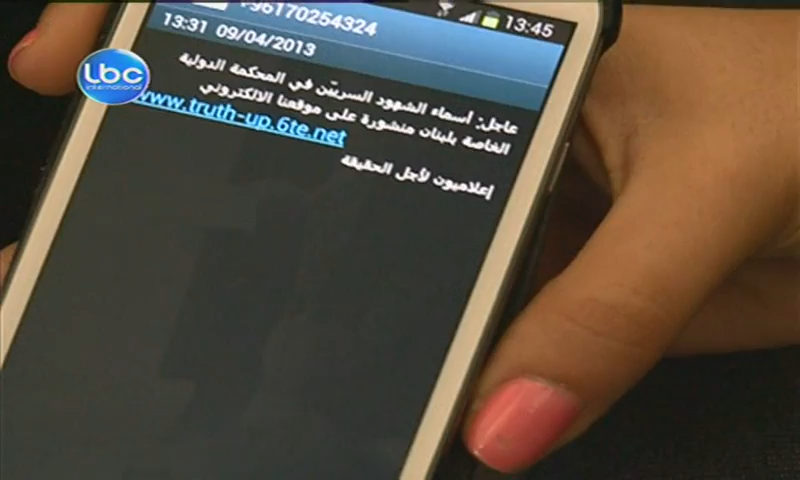 13:45
96170254324
13:31 09/04/2013
عاجل: أسماء الشهود السريّين في المحكمة الدولية
الخاصة بلبنان منشورة على موقعنا الالكتروني
www.truth-up.6te.net
إعلاميون لأجل الحقيقة
LBC
international